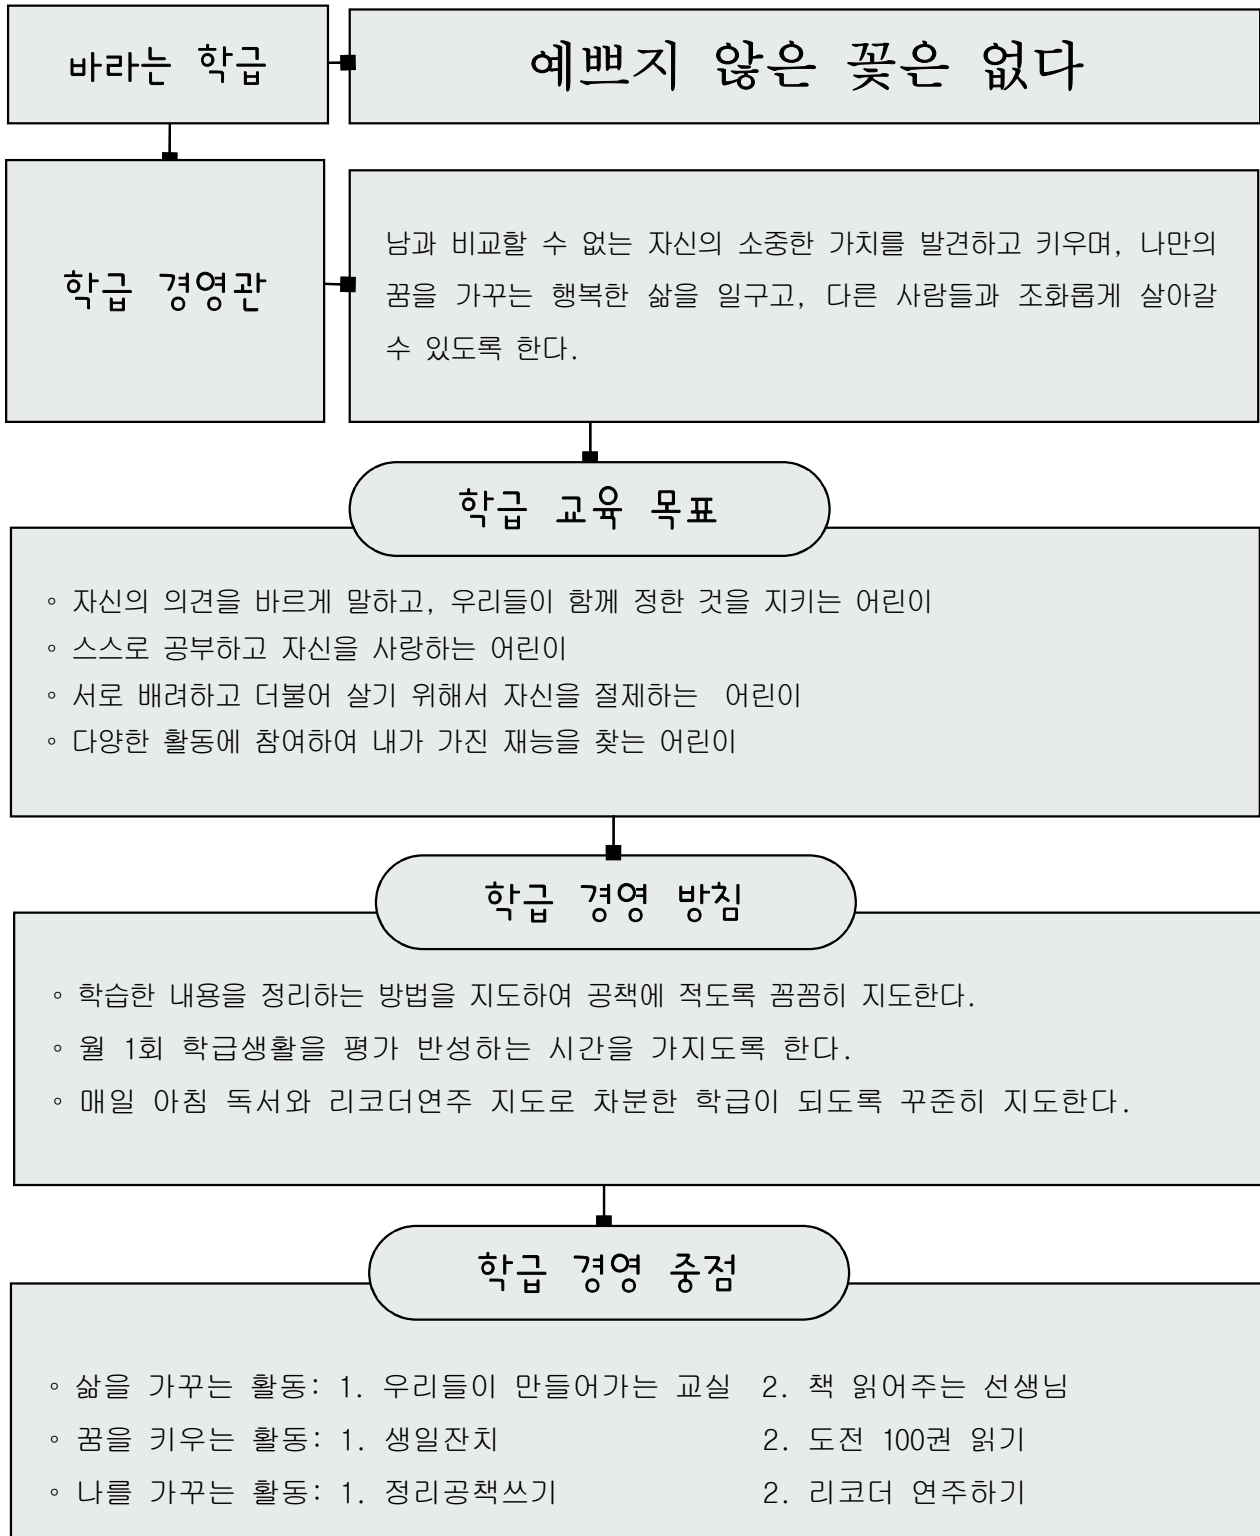 바라는 학급
예쁘지 않은 꽃은 없다
학급 경영관
남과 비교할 수 없는 자신의 소중한 가치를 발견하고 키우며, 나만의
꿈을 가꾸는 행복한 삶을 일구고, 다른 사람들과 조화롭게 살아갈
수 있도록 한다.
학급 교육 목표
◦ 자신의 의견을 바르게 말하고, 우리들이 함께 정한 것을 지키는 어린이
◦ 스스로 공부하고 자신을 사랑하는 어린이
◦ 서로 배려하고 더불어 살기 위해서 자신을 절제하는 어린이
◦ 다양한 활동에 참여하여 내가 가진 재능을 찾는 어린이
학급 경영 방침
◦ 학습한 내용을 정리하는 방법을 지도하여 공책에 적도록 꼼꼼히 지도한다.
◦ 월 1회 학급생활을 평가 반성하는 시간을 가지도록 한다.
◦ 매일 아침 독서와 리코더연주 지도로 차분한 학급이 되도록 꾸준히 지도한다.
학급 경영 중점
◦ 삶을 가꾸는 활동: 1. 우리들이 만들어가는 교실 2. 책 읽어주는 선생님
◦ 꿈을 키우는 활동: 1. 생일잔치 2. 도전 100권 읽기
◦ 나를 가꾸는 활동: 1. 정리공책쓰기 2. 리코더 연주하기